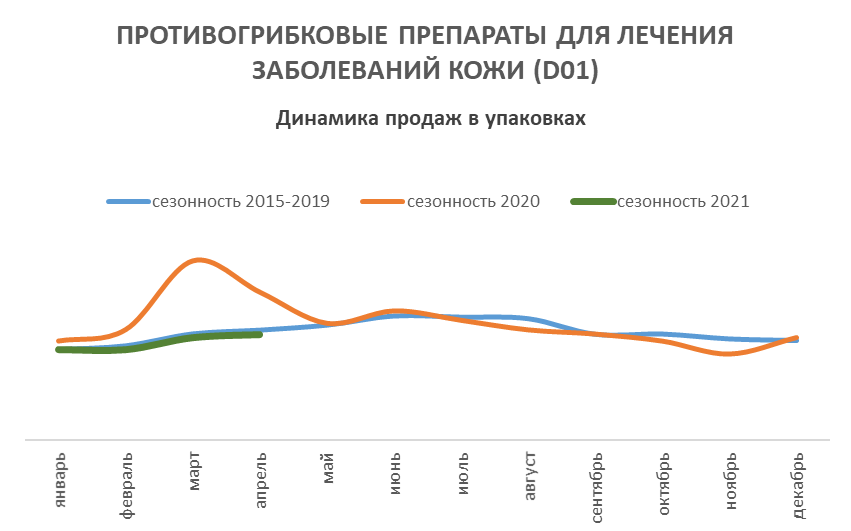 ПРОТИВОГРИБКОВЫЕ ПРЕПАРАТЫ ДЛЯ ЛЕЧЕНИЯ
ЗАБОЛЕВАНИЙ КОЖИ (D01)
Динамика продаж в упаковках
сезонность 2015-2019 сезонность 2020 сезонность 2021
январь
февраль
март
апрель
май
июнь
июль
август
сентябрь
октябрь
ноябрь
декабрь